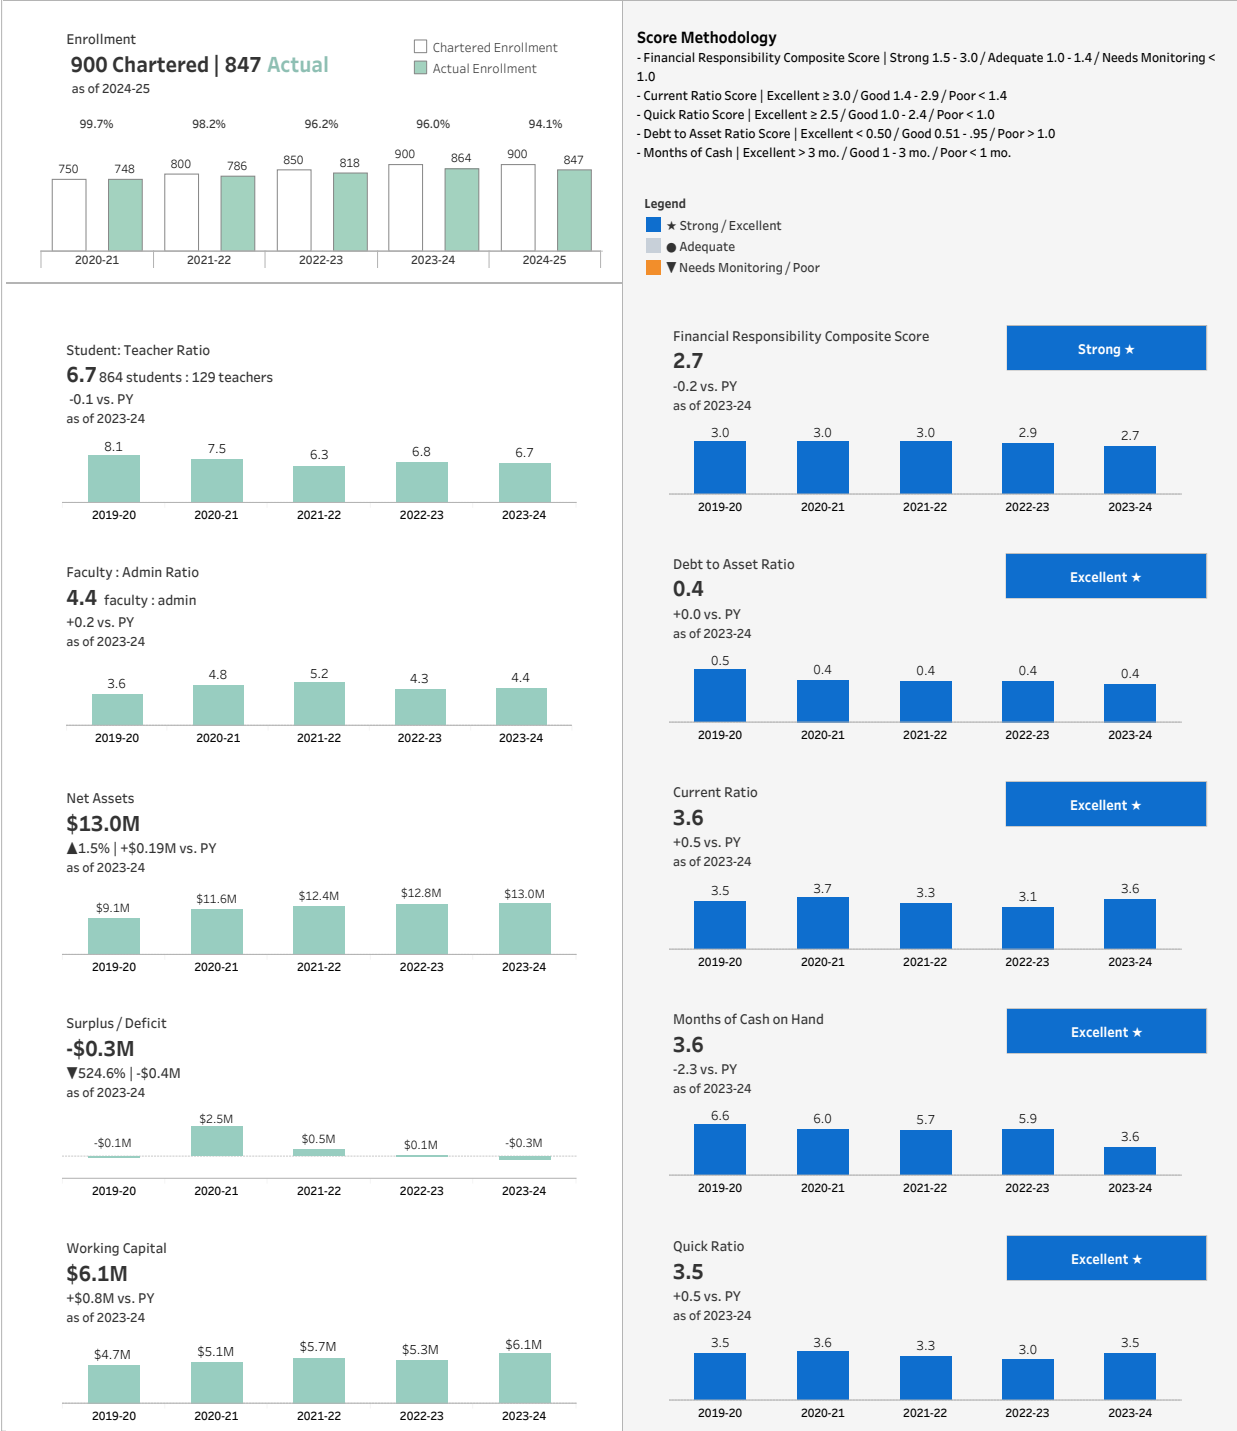 Enrollment
900 Chartered | 847 Actual
as of 2024-25
Chartered Enrollment
Actual Enrollment
99.7% 98.2% 96.2% 96.0% 94.1%
750 748 800 786 850 818 900 864 900 847
2020-21 2021-22 2022-23 2023-24 2024-25
Score Methodology
- Financial Responsibility Composite Score | Strong 1.5 - 3.0 / Adequate 1.0 - 1.4 / Needs Monitoring <
1.0
- Current Ratio Score | Excellent ≥ 3.0 / Good 1.4 - 2.9 / Poor < 1.4
- Quick Ratio Score | Excellent ≥ 2.5 / Good 1.0 - 2.4 / Poor < 1.0
- Debt to Asset Ratio Score | Excellent < 0.50 / Good 0.51 - .95 / Poor > 1.0
- Months of Cash | Excellent > 3 mo. / Good 1 - 3 mo. / Poor < 1 mo.
Legend
★ Strong / Excellent
● Adequate
▼ Needs Monitoring / Poor
Student: Teacher Ratio
6.7 864 students : 129 teachers
-0.1 vs. PY
as of 2023-24
8.1 7.5 6.3 6.8 6.7
2019-20 2020-21 2021-22 2022-23 2023-24
Faculty : Admin Ratio
4.4 faculty : admin
+0.2 vs. PY
as of 2023-24
3.6 4.8 5.2 4.3 4.4
2019-20 2020-21 2021-22 2022-23 2023-24
Net Assets
$13.0M
▲1.5% | +$0.19M vs. PY
as of 2023-24
$9.1M $11.6M $12.4M $12.8M $13.0M
2019-20 2020-21 2021-22 2022-23 2023-24
Surplus / Deficit
-$0.3M
▼524.6% | -$0.4M
as of 2023-24
-$0.1M $2.5M $0.5M $0.1M -$0.3M
2019-20 2020-21 2021-22 2022-23 2023-24
Working Capital
$6.1M
+$0.8M vs. PY
as of 2023-24
$4.7M $5.1M $5.7M $5.3M $6.1M
2019-20 2020-21 2021-22 2022-23 2023-24
Financial Responsibility Composite Score
Strong ★
2.7
-0.2 vs. PY
as of 2023-24
3.0 3.0 3.0 2.9 2.7
2019-20 2020-21 2021-22 2022-23 2023-24
Debt to Asset Ratio
Excellent ★
0.4
+0.0 vs. PY
as of 2023-24
0.5 0.4 0.4 0.4 0.4
2019-20 2020-21 2021-22 2022-23 2023-24
Current Ratio
Excellent ★
3.6
+0.5 vs. PY
as of 2023-24
3.5 3.7 3.3 3.1 3.6
2019-20 2020-21 2021-22 2022-23 2023-24
Months of Cash on Hand
Excellent ★
3.6
-2.3 vs. PY
as of 2023-24
6.6 6.0 5.7 5.9 3.6
2019-20 2020-21 2021-22 2022-23 2023-24
Quick Ratio
Excellent ★
3.5
+0.5 vs. PY
as of 2023-24
3.5 3.6 3.3 3.0 3.5
2019-20 2020-21 2021-22 2022-23 2023-24